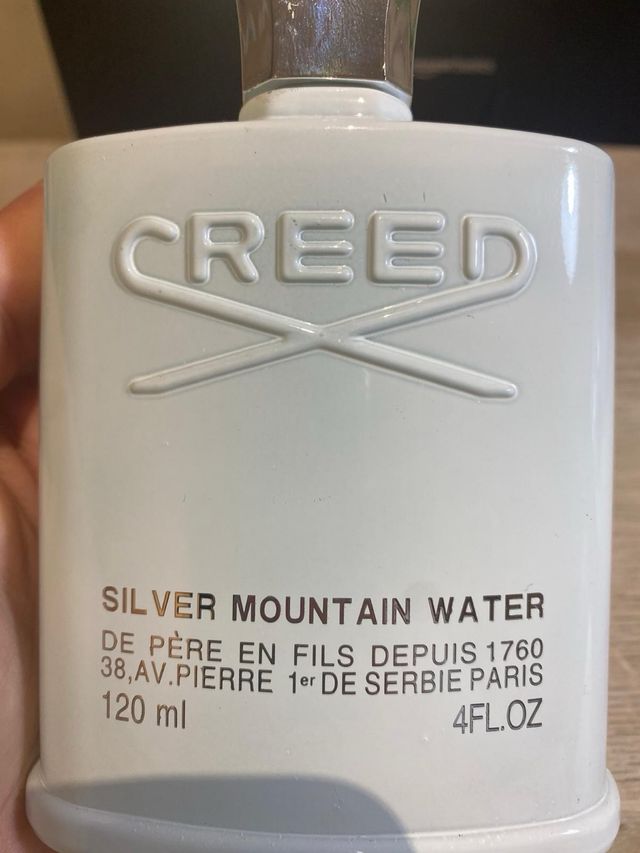 CREED
SILVER MOUNTAIN WATER
DE PÈRE EN FILS DEPUIS 1760
38,AV.PIERRE 1er DE SERBIE PARIS
120 ml 4FL.OZ